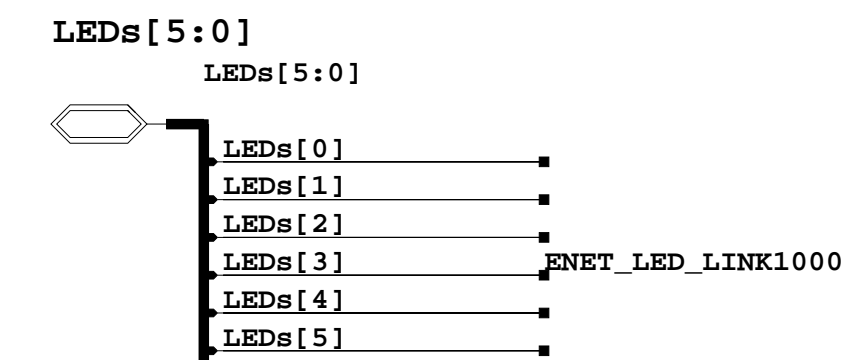 LEDs[5:0]
LEDs[5:0]
LEDs[0]
LEDs[1]
LEDs[2]
LEDs[3] ENET_LED_LINK1000
LEDs[4]
LEDs[5]